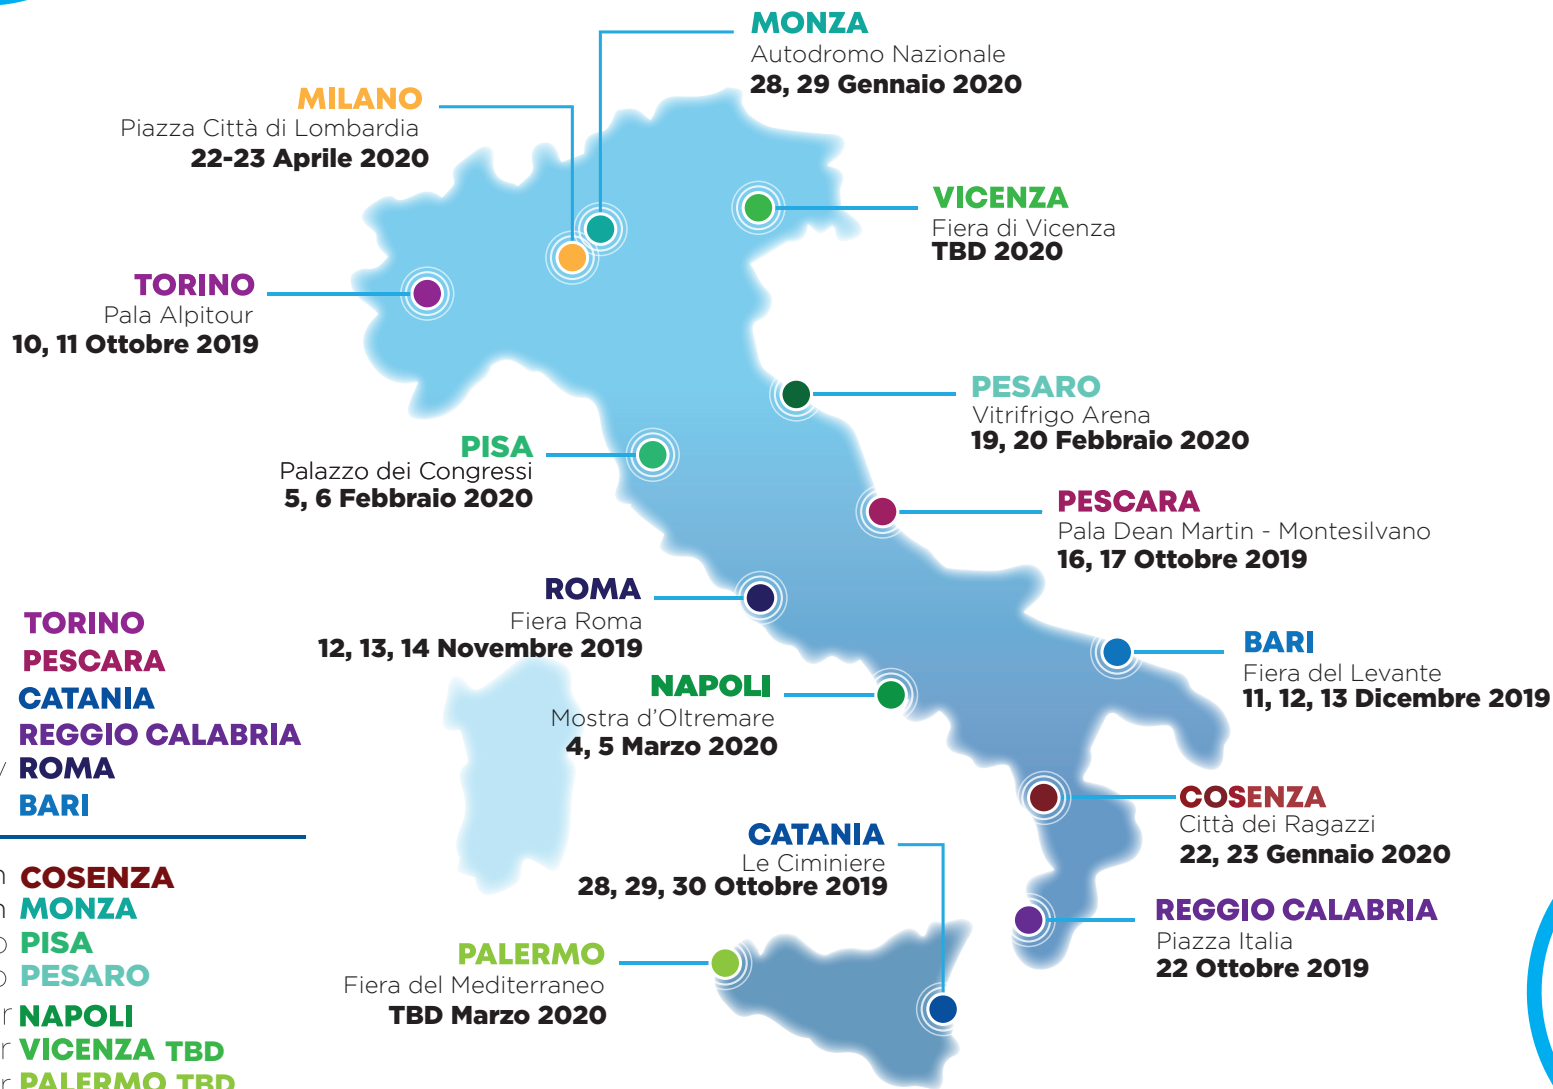 MONZA
Autodromo Nazionale
28, 29 Gennaio 2020
MILANO
Piazza Città di Lombardia
22-23 Aprile 2020
VICENZA
Fiera di Vicenza
TBD 2020
TORINO
Pala Alpitour
10, 11 Ottobre 2019
PESARO
Vitrifrigo Arena
19, 20 Febbraio 2020
PISA
Palazzo dei Congressi
5, 6 Febbraio 2020
PESCARA
Pala Dean Martin - Montesilvano
16, 17 Ottobre 2019
ROMA
Fiera Roma
12, 13, 14 Novembre 2019
BARI
Fiera del Levante
11, 12, 13 Dicembre 2019
NAPOLI
Mostra d'Oltremare
4, 5 Marzo 2020
COSENZA
Città dei Ragazzi
22, 23 Gennaio 2020
CATANIA
Le Ciminiere
28, 29, 30 Ottobre 2019
REGGIO CALABRIA
Piazza Italia
22 Ottobre 2019
PALERMO
Fiera del Mediterraneo
TBD Marzo 2020
TORINO
PESCARA
CATANIA
REGGIO CALABRIA
ROMA
BARI
COSENZA
MONZA
PISA
PESARO
NAPOLI
VICENZA TBD
PALERMO TBD